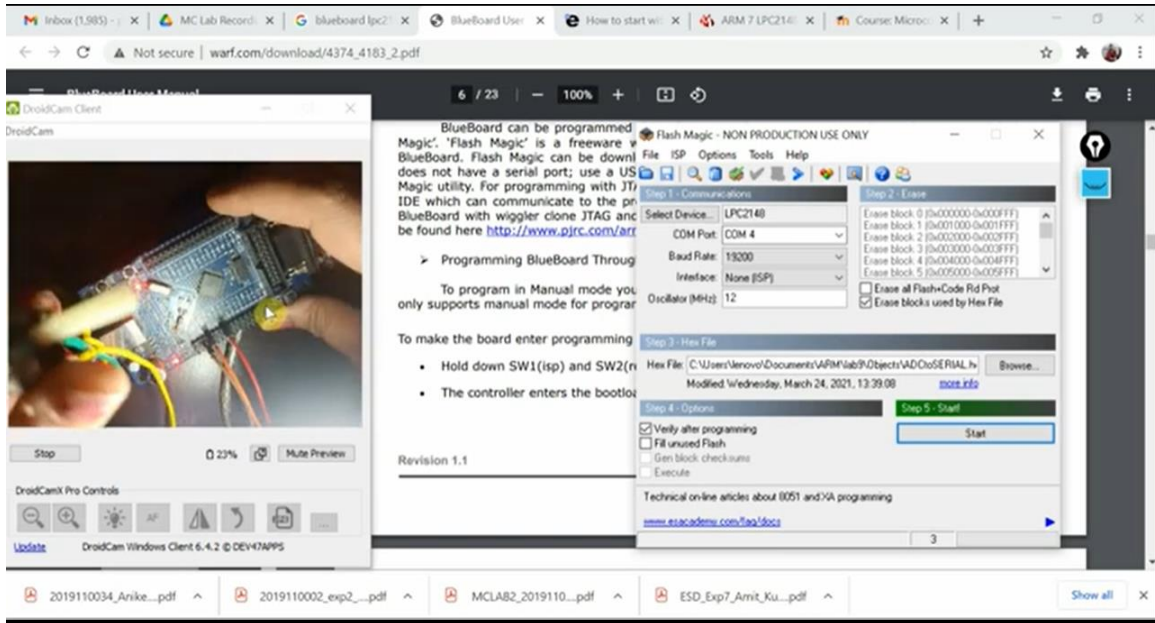 Inbox (1,985) -
MC Lab Record
blueboard lpc21
BlueBoard User
How to start wit
ARM 7 LPC214
Course: Microc
Not secure | warf.com/download/4374_4183_2.pdf
BlueBoard User Manual
6 / 23
100%
DroidCam Client
DroidCam
Stop
23%
Mute Preview
DroidCamX Pro Controls
AF
...
Update
DroidCam Windows Client 6.4.2 © DEV47APPS
BlueBoard can be programmed
Magic'. 'Flash Magic' is a freeware
BlueBoard. Flash Magic can be downl
does not have a serial port; use a US
Magic utility. For programming with JTA
IDE which can communicate to the pr
BlueBoard with wiggler clone JTAG and
be found here http://www.pjrc.com/arr
Programming BlueBoard Throug
To program in Manual mode you
only supports manual mode for prograr
To make the board enter programming
Hold down SW1(isp) and SW2(r
The controller enters the bootloa
Revision 1.1
Flash Magic - NON PRODUCTION USE ONLY
File ISP Options Tools Help
Step 1 - Communications
Select Device... LPC2148
COM Port: COM 4
Baud Rate: 19200
Interface: None (ISP)
Oscillator (MHz): 12
Step 2 - Erase
Erase block 0 (0x000000-0x000FFF)
Erase block 1 (0x001000-0x001FFF)
Erase block 2 (0x002000-0x002FFF)
Erase block 3 (0x003000-0x003FFF)
Erase block 4 (0x004000-0x004FFF)
Erase block 5 (0x005000-0x005FFF)
Erase all Flash+Code Rd Prot
Erase blocks used by Hex File
Step 3 - Hex File
Hex File: C:\Users\lenovo\Documents\ARM\lab9\Objects\ADCtoSERIAL.h Browse...
Modified: Wednesday, March 24, 2021, 13:39:08 more info
Step 4 - Options
Verify after programming
Fill unused Flash
Gen block checksums
Execute
Step 5 - Start!
Start
Technical on-line articles about 8051 and XA programming
www.esacademy.com/faq/docs
3
2019110034_Anike....pdf
2019110002_exp2_....pdf
MCLAB2_2019110....pdf
ESD_Exp7_Amit_Ku....pdf
Show all